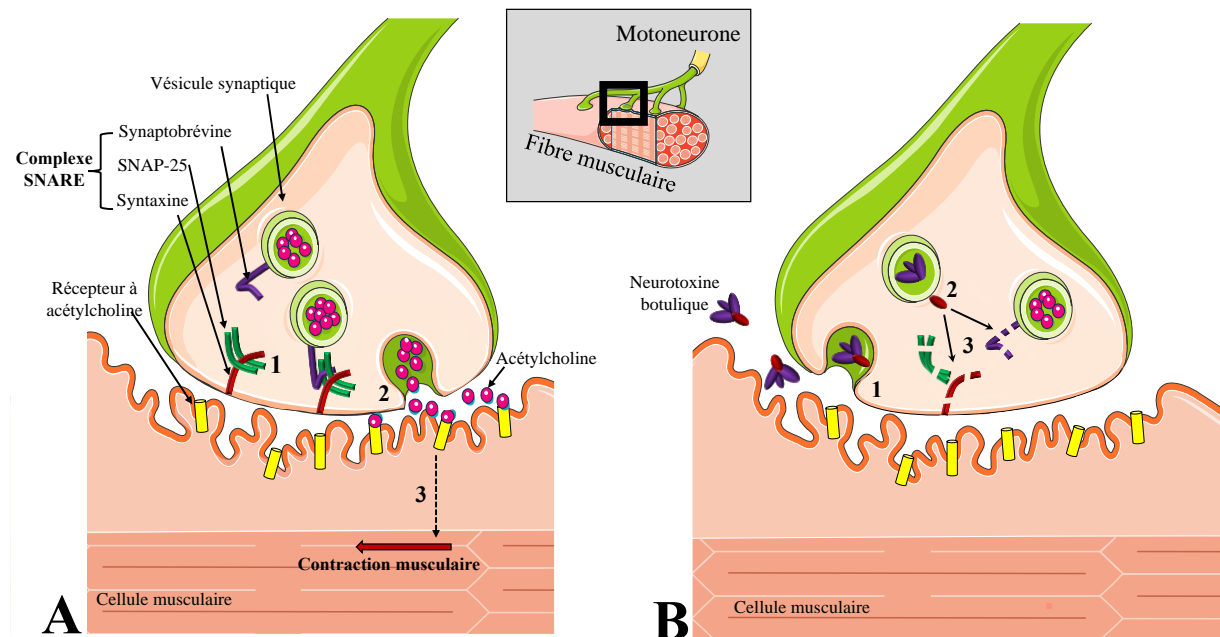 Motoneurone
Fibre musculaire
Vésicule synaptique
Synaptobrévine
Complexe
SNARE
SNAP-25
Syntaxine
Récepteur à
acétylcholine
1
2
Acétylcholine
3
Contraction musculaire
Cellule musculaire
A
Neurotoxine
botulique
2
3
1
Cellule musculaire
B